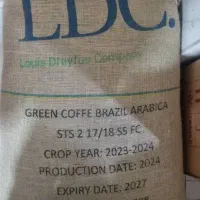 LDC.
Louis Dreyfus Company
GREEN COFFE BRAZIL ARABICA
STS 2 17/18 SS FC.
CROP YEAR: 2023-2024
PRODUCTION DATE: 2024
EXPIRY DATE: 2027